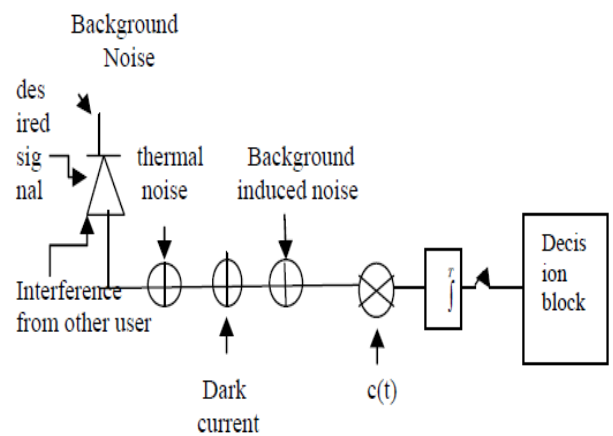 Background
Noise
des
ired
sig
nal
thermal
noise
Background
induced noise
Interference
from other user
Dark
current
c(t)
T
∫
Decis
ion
block